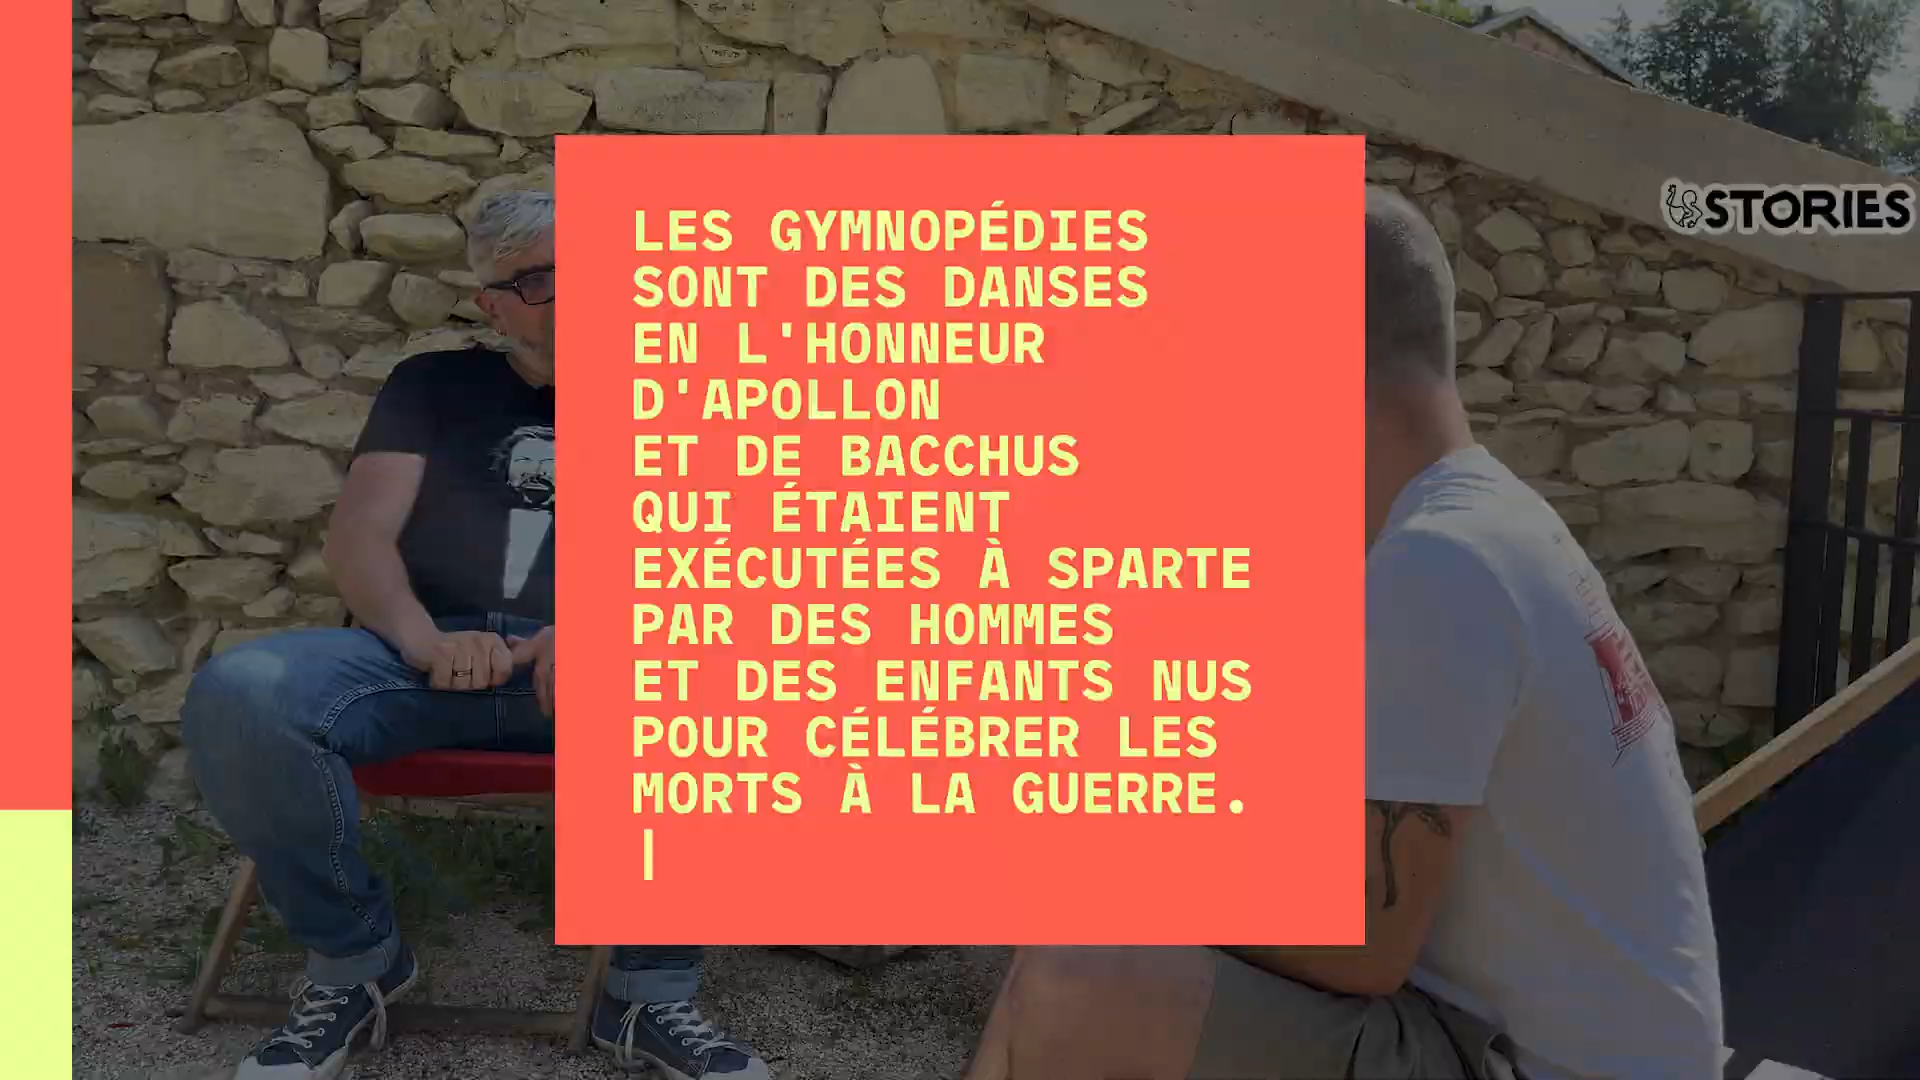 LES GYMNOPÉDIES
SONT DES DANSES
EN L'HONNEUR
D'APOLLON
ET DE BACCHUS
QUI ÉTAIENT
EXÉCUTÉES À SPARTE
PAR DES HOMMES
ET DES ENFANTS NUS
POUR CÉLÉBRER LES
MORTS À LA GUERRE.
STORIES